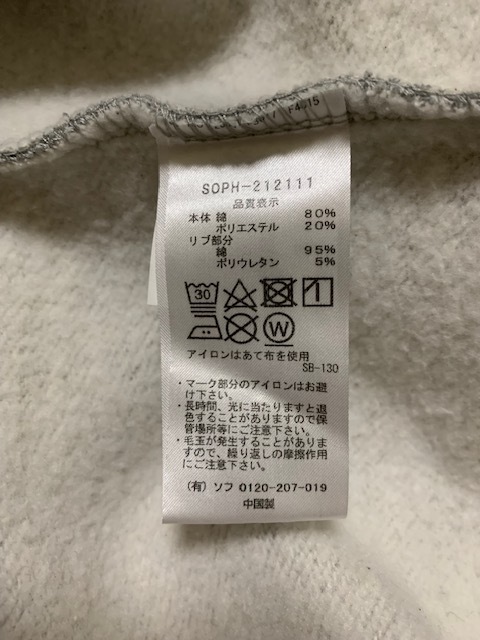 SOPH-212111
品質表示
本体 綿 80%
ポリエステル 20%
リブ部分
綿 95%
ポリウレタン 5%
30
W
アイロンはあて布を使用
SB-130
・マーク部分のアイロンはお避
け下さい。
・長時間、光に当たりますと退
色することがありますので保
管場所等にご注意下さい。
・毛玉が発生することがありま
すので、繰り返しの摩擦作用
にご注意下さい。
(有)ソフ 0120-207-019
中国製